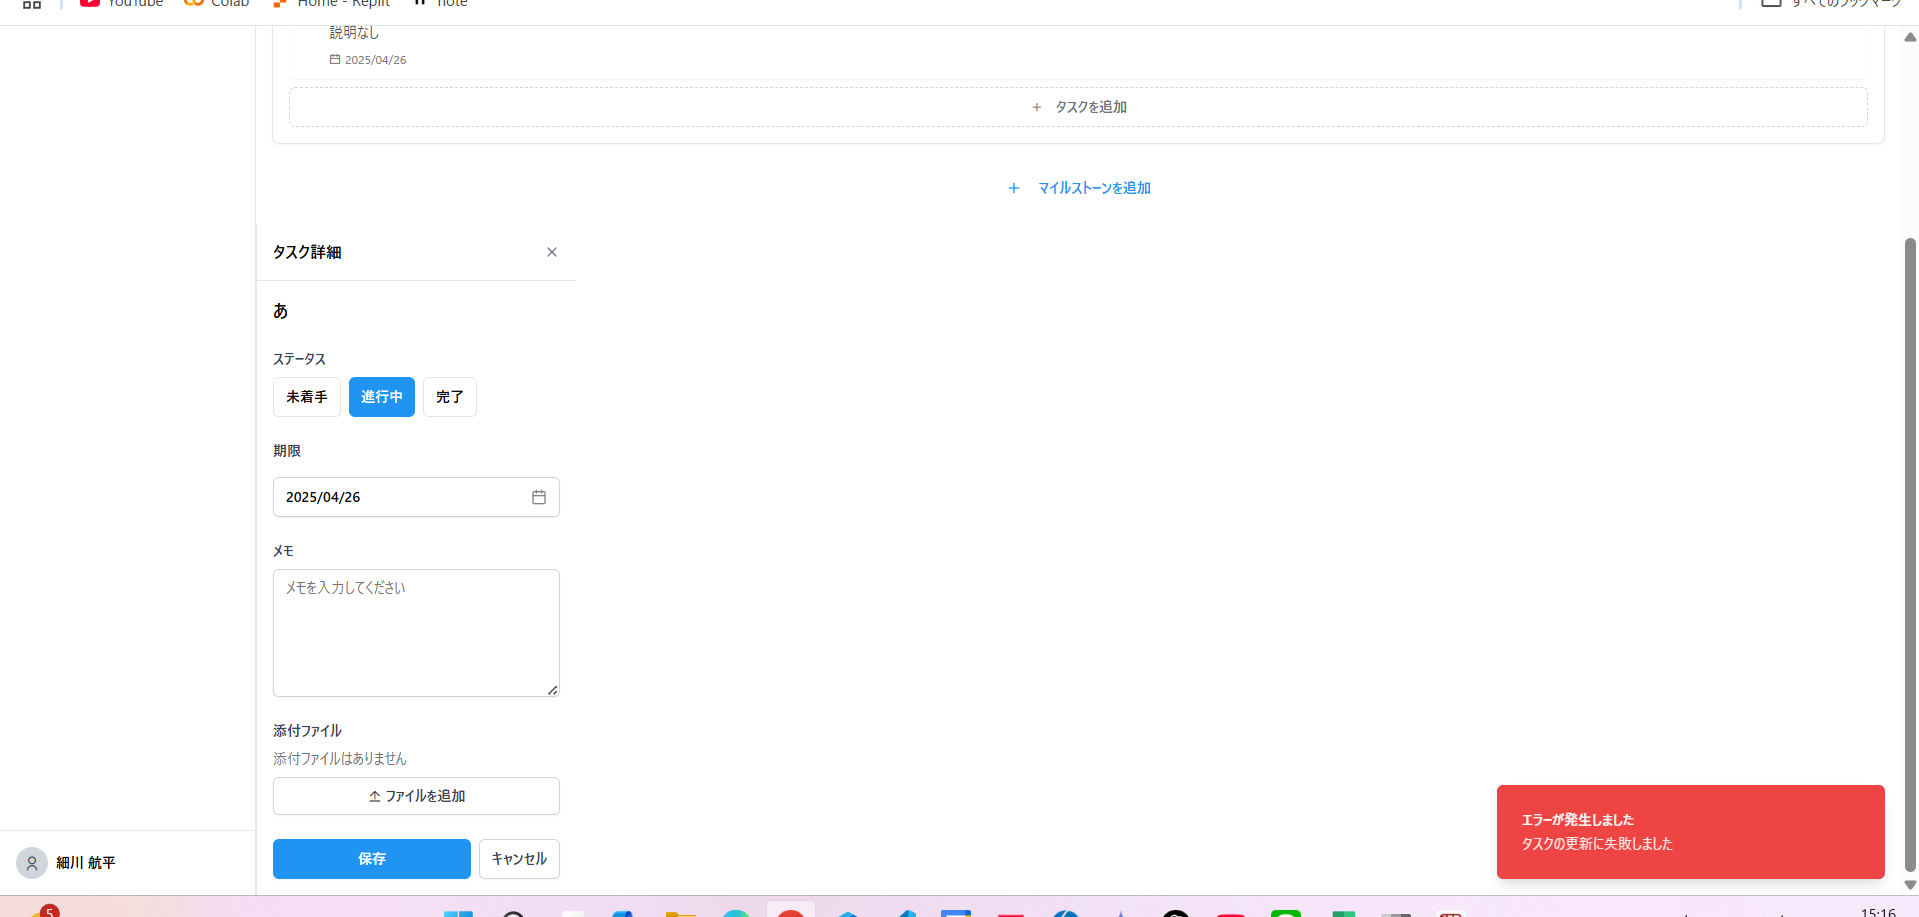 YouTube Colab Home - Replit note すべてのブックマーク
説明なし
2025/04/26
+ タスクを追加
+ マイルストーンを追加
タスク詳細
あ
ステータス
未着手 進行中 完了
期限
2025/04/26
メモ
メモを入力してください
添付ファイル
添付ファイルはありません
ファイルを追加
保存 キャンセル
エラーが発生しました
タスクの更新に失敗しました
細川 航平
5
15:16